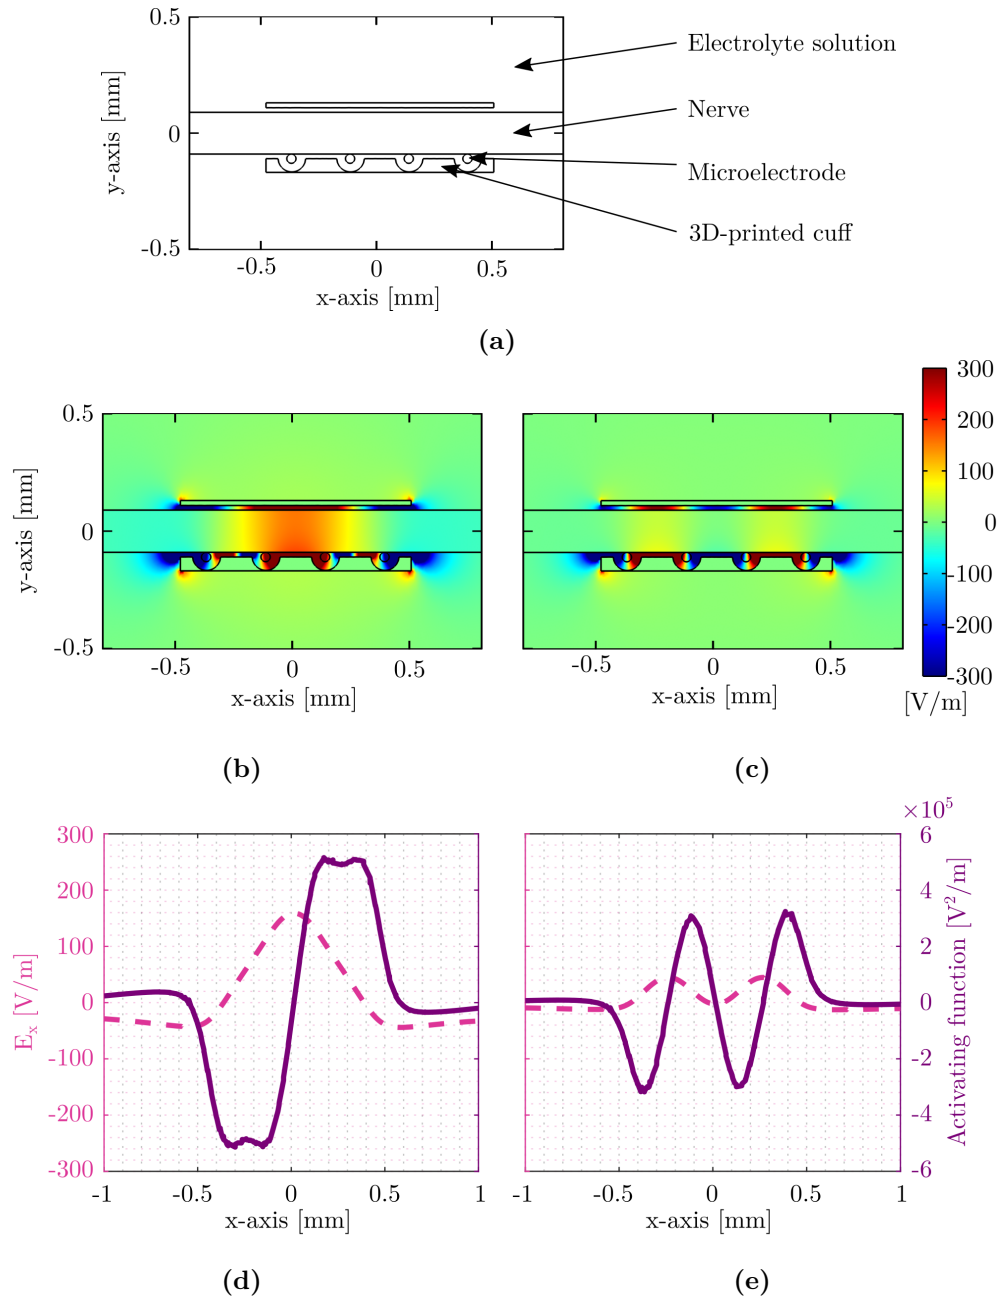 0.5
0
-0.5
y-axis [mm]
-0.5
0
0.5
x-axis [mm]
Electrolyte solution
Nerve
Microelectrode
3D-printed cuff
(a)
0.5
0
-0.5
y-axis [mm]
-0.5
0
0.5
x-axis [mm]
-0.5
0
0.5
x-axis [mm]
300
200
100
0
-100
-200
-300
[V/m]
(b)
(c)
300
200
100
0
-100
-200
-300
E_x [V/m]
-1
-0.5
0
0.5
1
x-axis [mm]
×10⁵
6
4
2
0
-2
-4
-6
Activating function [V²/m]
-1
-0.5
0
0.5
1
x-axis [mm]
(d)
(e)